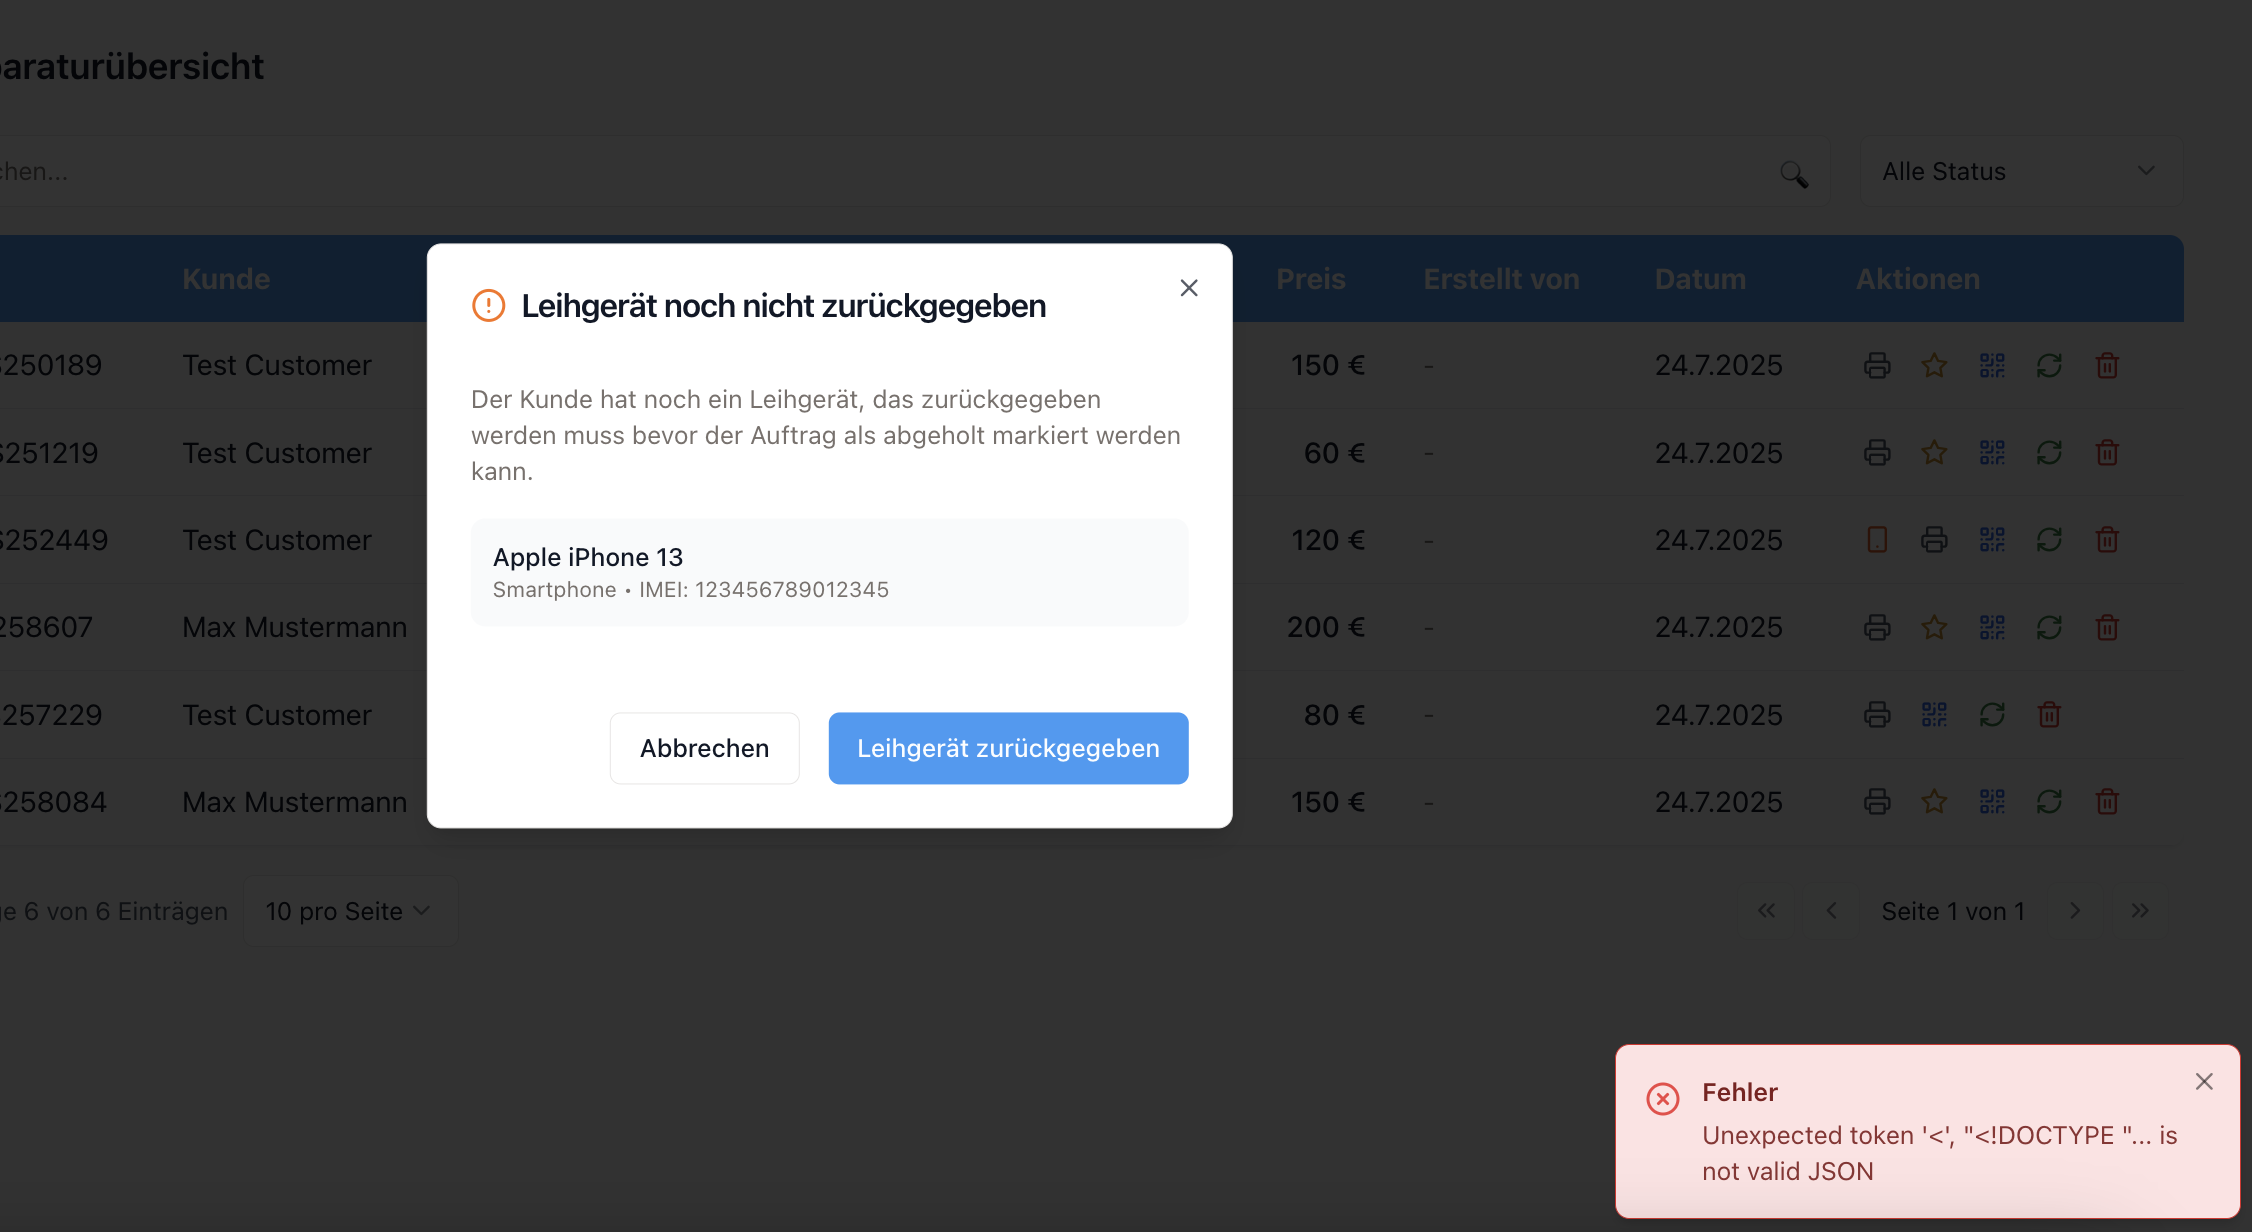 araturübersicht
chen...
Alle Status
Kunde
Preis
Erstellt von
Datum
Aktionen
Leihgerät noch nicht zurückgegeben
Der Kunde hat noch ein Leihgerät, das zurückgegeben
werden muss bevor der Auftrag als abgeholt markiert werden
kann.
Apple iPhone 13
Smartphone • IMEI: 123456789012345
Abbrechen
Leihgerät zurückgegeben
250189 Test Customer 150 € - 24.7.2025
251219 Test Customer 60 € - 24.7.2025
252449 Test Customer 120 € - 24.7.2025
258607 Max Mustermann 200 € - 24.7.2025
257229 Test Customer 80 € - 24.7.2025
258084 Max Mustermann 150 € - 24.7.2025
ge 6 von 6 Einträgen
10 pro Seite
Seite 1 von 1
Fehler
Unexpected token '<', "<!DOCTYPE "... is
not valid JSON